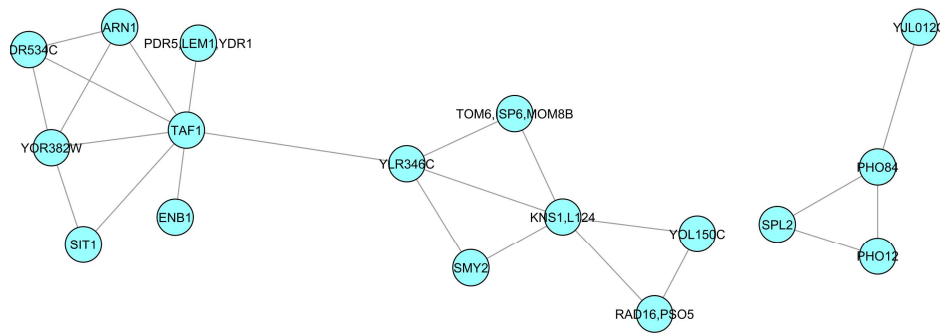 ARN1
DR534C
PDR5,LEM1,YDR1
YJL012C
TOM6,SP6,MOM8B
TAF1
YOR382W
YLR346C
PHO84
ENB1
KNS1,L124
SPL2
SIT1
YOL150C
PHO12
SMY2
RAD16,PSO5